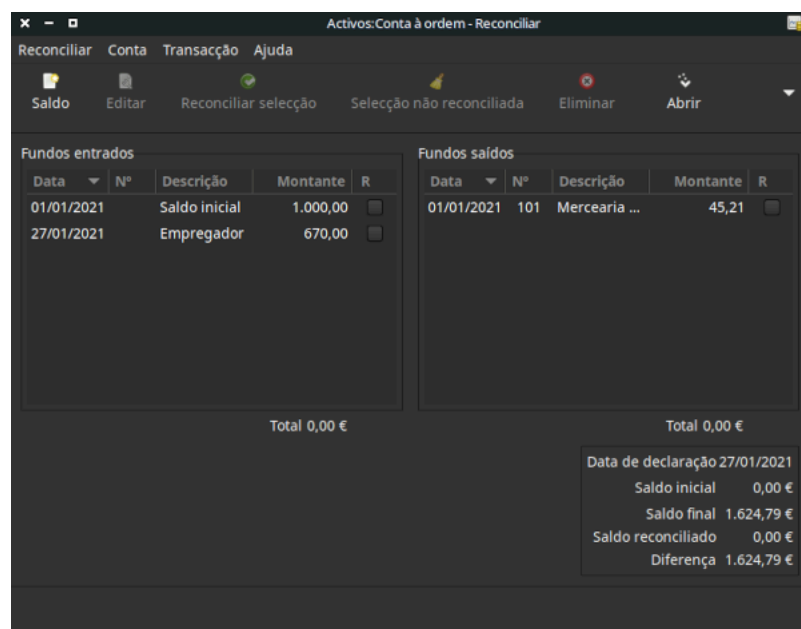 Activos:Conta à ordem - Reconciliar
Reconciliar Conta Transacção Ajuda
Saldo Editar Reconciliar selecção Selecção não reconciliada Eliminar Abrir
Fundos entrados
Data Nº Descrição Montante R
01/01/2021 Saldo inicial 1.000,00
27/01/2021 Empregador 670,00
Total 0,00 €
Fundos saídos
Data Nº Descrição Montante R
01/01/2021 101 Mercearia ... 45,21
Total 0,00 €
Data de declaração 27/01/2021
Saldo inicial 0,00 €
Saldo final 1.624,79 €
Saldo reconciliado 0,00 €
Diferença 1.624,79 €